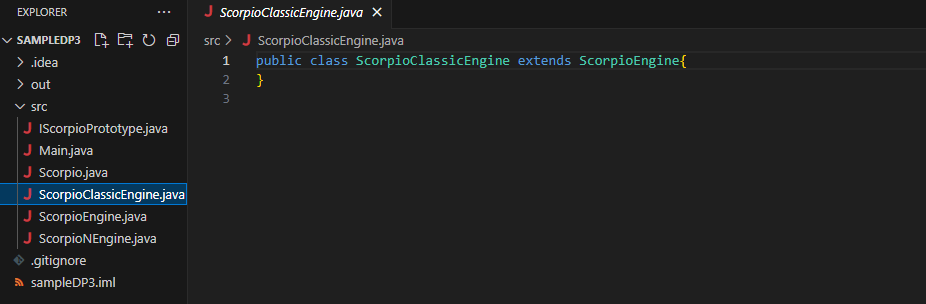 EXPLORER ···
SAMPLEDP3
.idea
out
src
IScorpioPrototype.java
Main.java
Scorpio.java
ScorpioClassicEngine.java
ScorpioEngine.java
ScorpioNEngine.java
.gitignore
sampleDP3.iml
ScorpioClassicEngine.java
src > ScorpioClassicEngine.java
1 public class ScorpioClassicEngine extends ScorpioEngine{
2 }
3